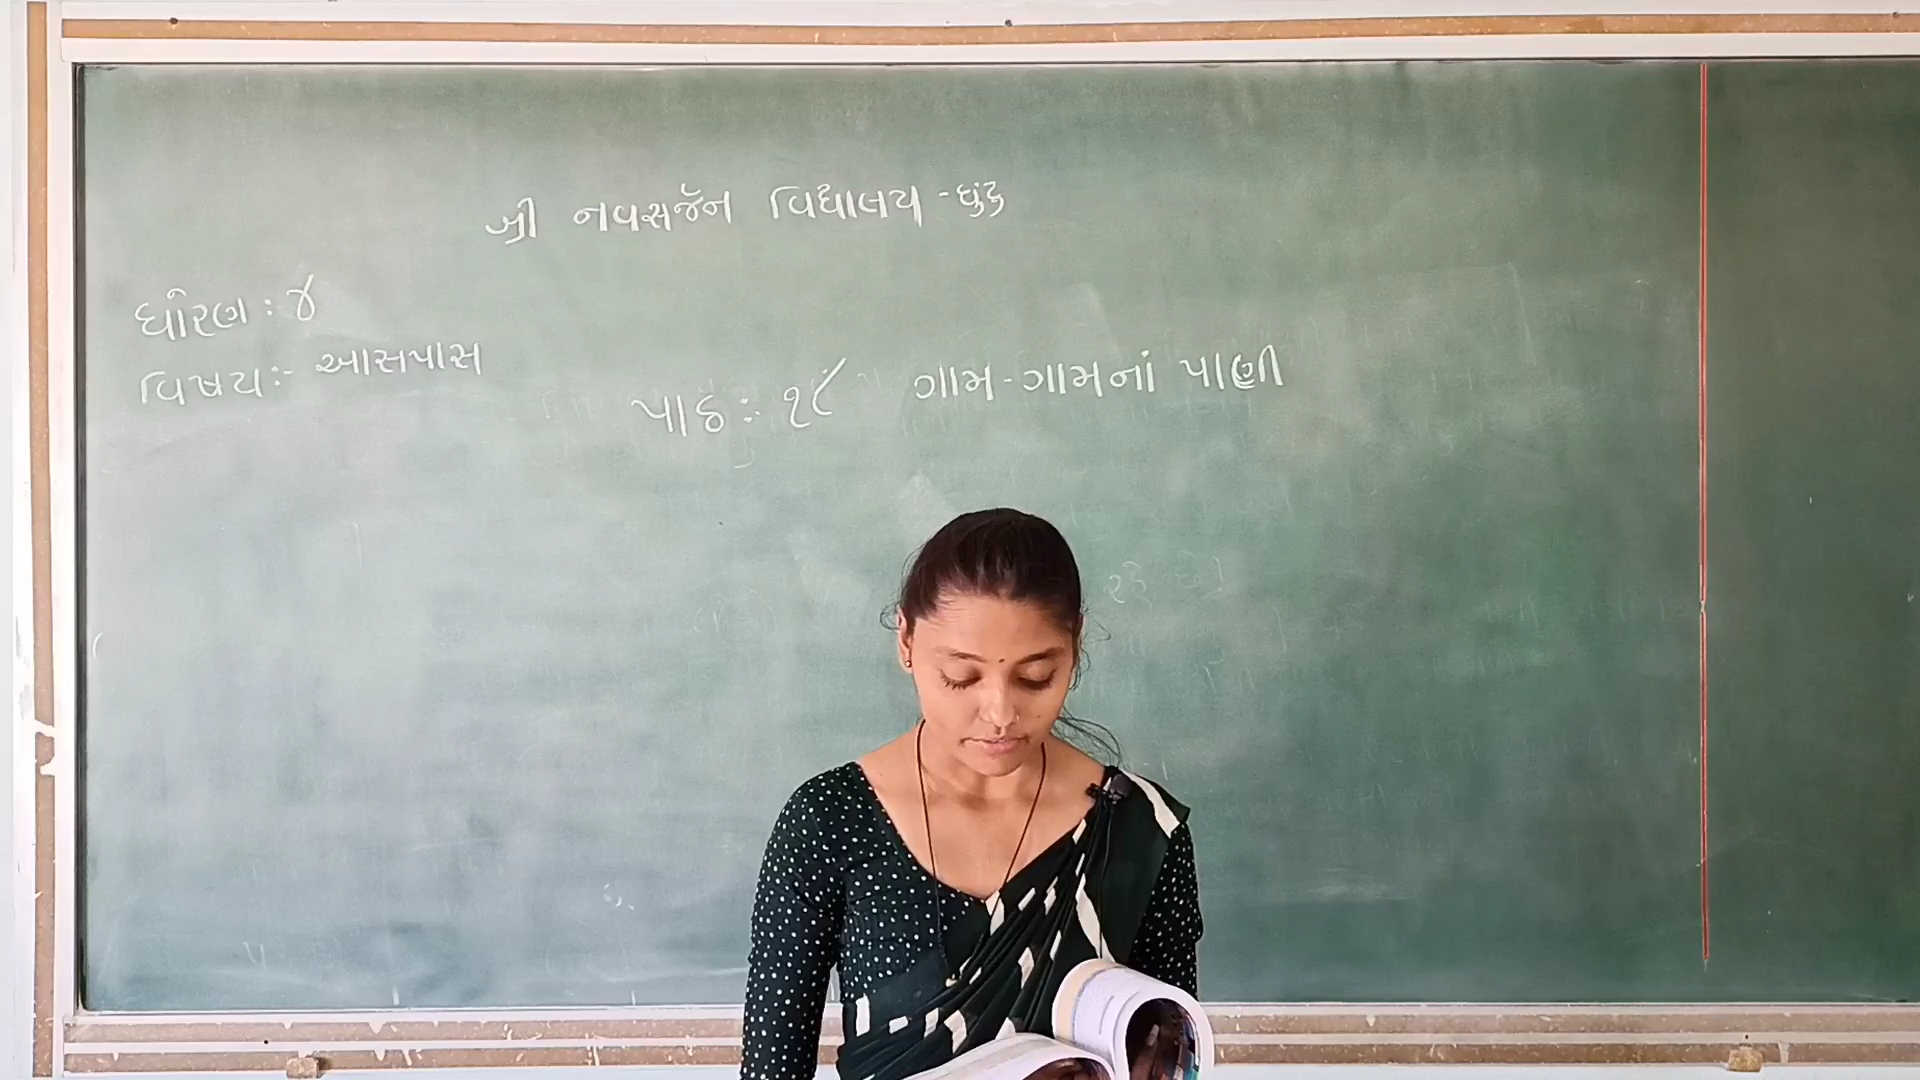 શ્રી નવસર્જન વિદ્યાલય - ઘુંટુ
ધોરણ : ૪
વિષય :- આસપાસ
પાઠ :- ૧૮ ગામ - ગામનાં પાણી